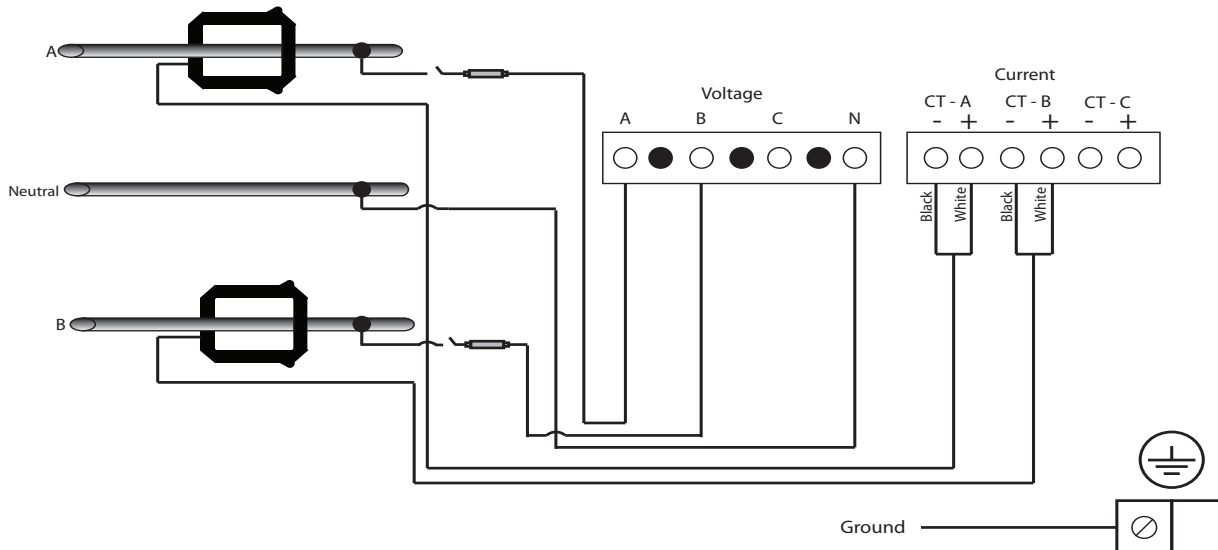 A
Neutral
B
Voltage
A B C N
Current
CT - A CT - B CT - C
- + - + - +
Black White Black White
Ground